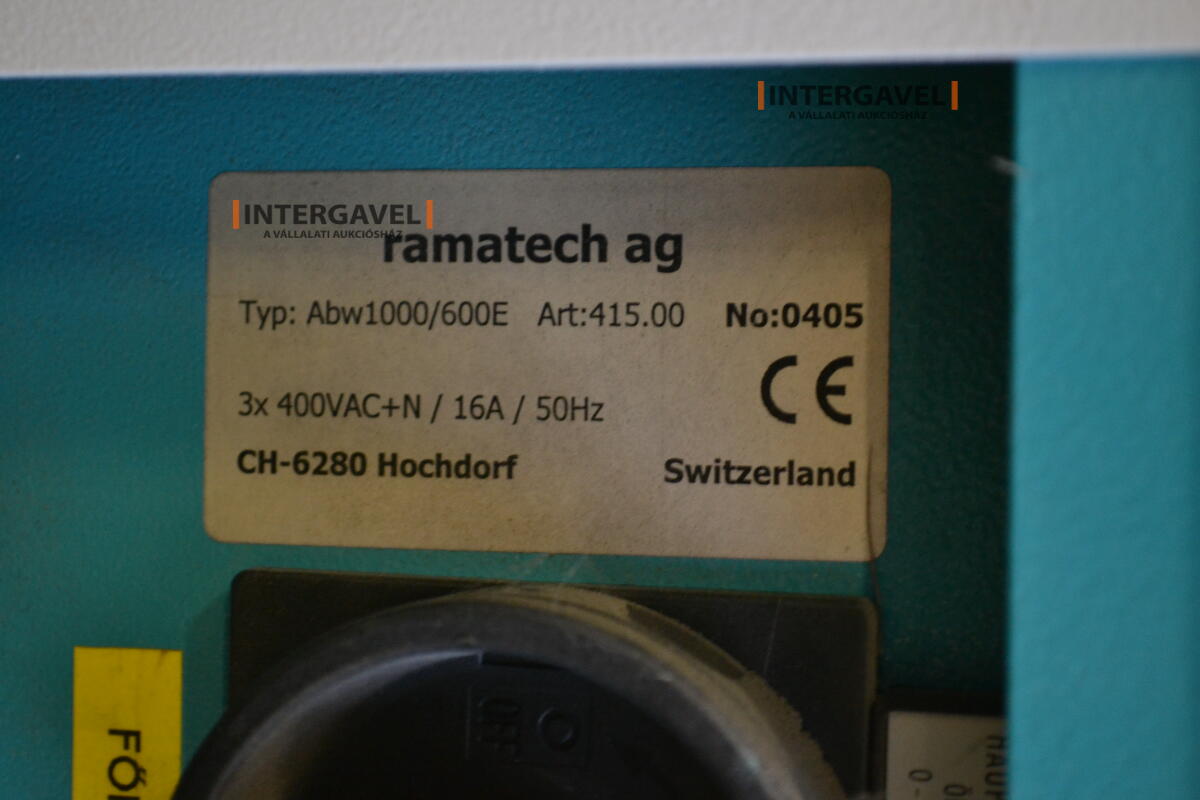 INTERGAVEL
A VÁLLALATI AUKCIÓSHÁZ
INTERGAVEL
A VÁLLALATI AUKCIÓSHÁZ
ramatech ag
Typ: Abw1000/600E Art:415.00 No:0405
CE
3x 400VAC+N / 16A / 50Hz
CH-6280 Hochdorf Switzerland
O
OFF